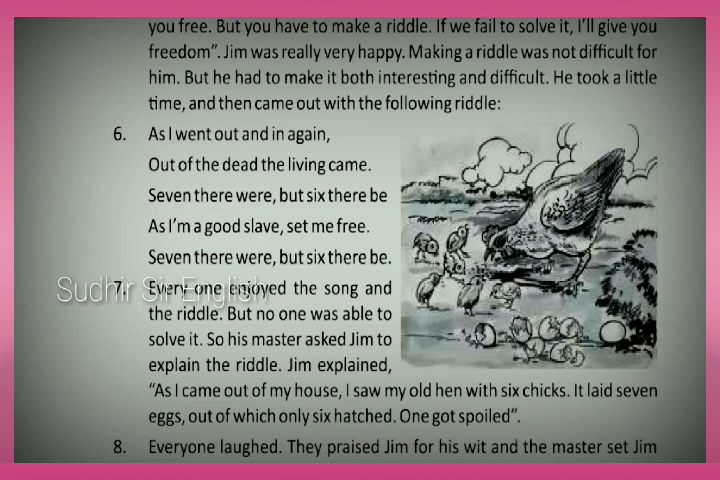 you free. But you have to make a riddle. If we fail to solve it, I'll give you
freedom". Jim was really very happy. Making a riddle was not difficult for
him. But he had to make it both interesting and difficult. He took a little
time, and then came out with the following riddle:
6. As I went out and in again,
Out of the dead the living came.
Seven there were, but six there be
As I'm a good slave, set me free.
Seven there were, but six there be.
Sudhir Sir English
7. Every one enjoyed the song and
the riddle. But no one was able to
solve it. So his master asked Jim to
explain the riddle. Jim explained,
"As I came out of my house, I saw my old hen with six chicks. It laid seven
eggs, out of which only six hatched. One got spoiled".
8. Everyone laughed. They praised Jim for his wit and the master set Jim